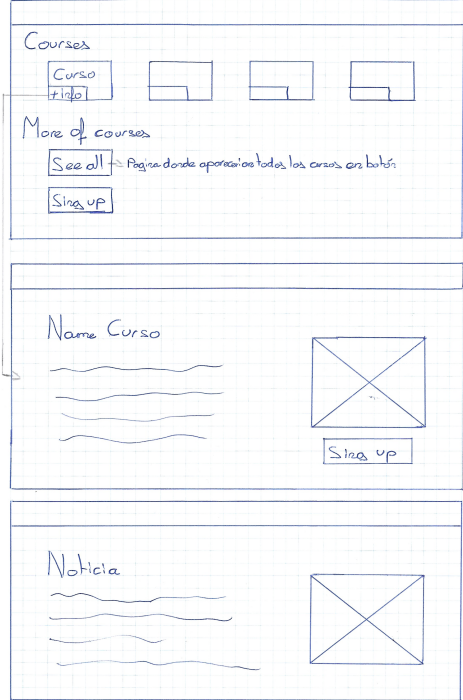 Courses
Curso
+info
More of courses
See all
Pagina donde aparecerian todos los cursos en botón
Sing up
Name Curso
Sing up
Noticia